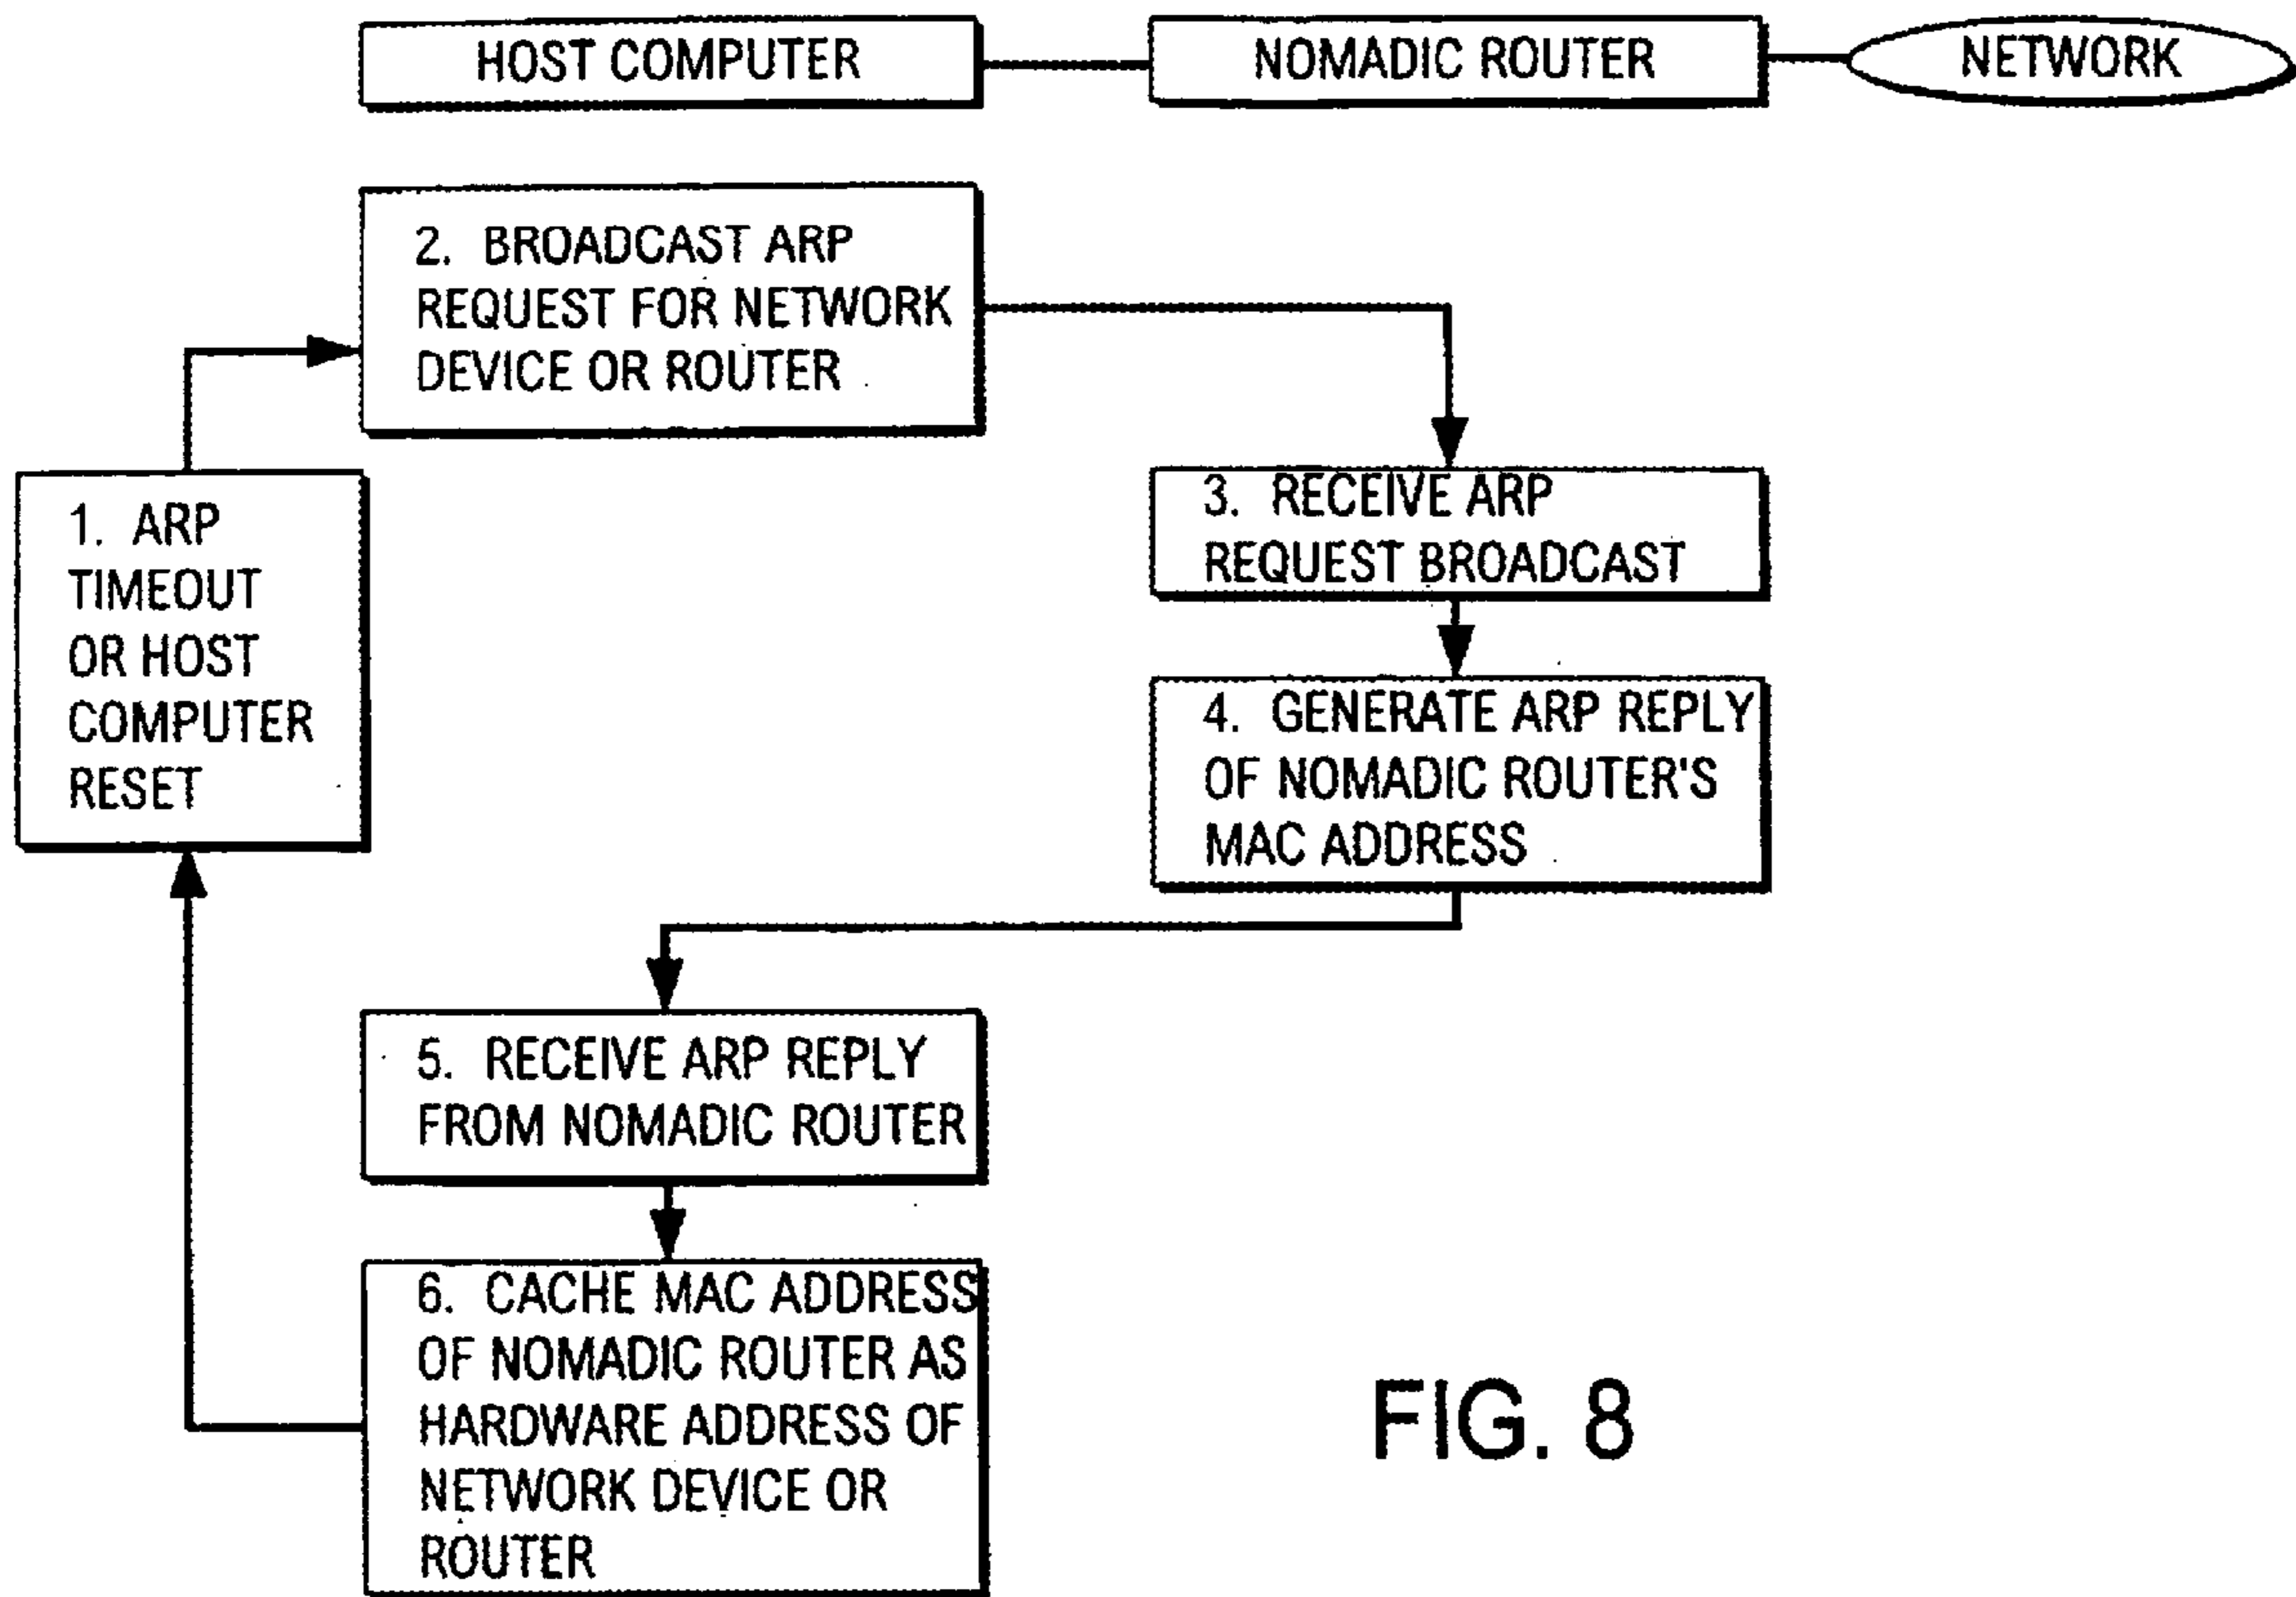 HOST COMPUTER
NOMADIC ROUTER
NETWORK
2. BROADCAST ARP
REQUEST FOR NETWORK
DEVICE OR ROUTER
1. ARP
TIMEOUT
OR HOST
COMPUTER
RESET
3. RECEIVE ARP
REQUEST BROADCAST
4. GENERATE ARP REPLY
OF NOMADIC ROUTER'S
MAC ADDRESS
5. RECEIVE ARP REPLY
FROM NOMADIC ROUTER
6. CACHE MAC ADDRESS
OF NOMADIC ROUTER AS
HARDWARE ADDRESS OF
NETWORK DEVICE OR
ROUTER
FIG. 8